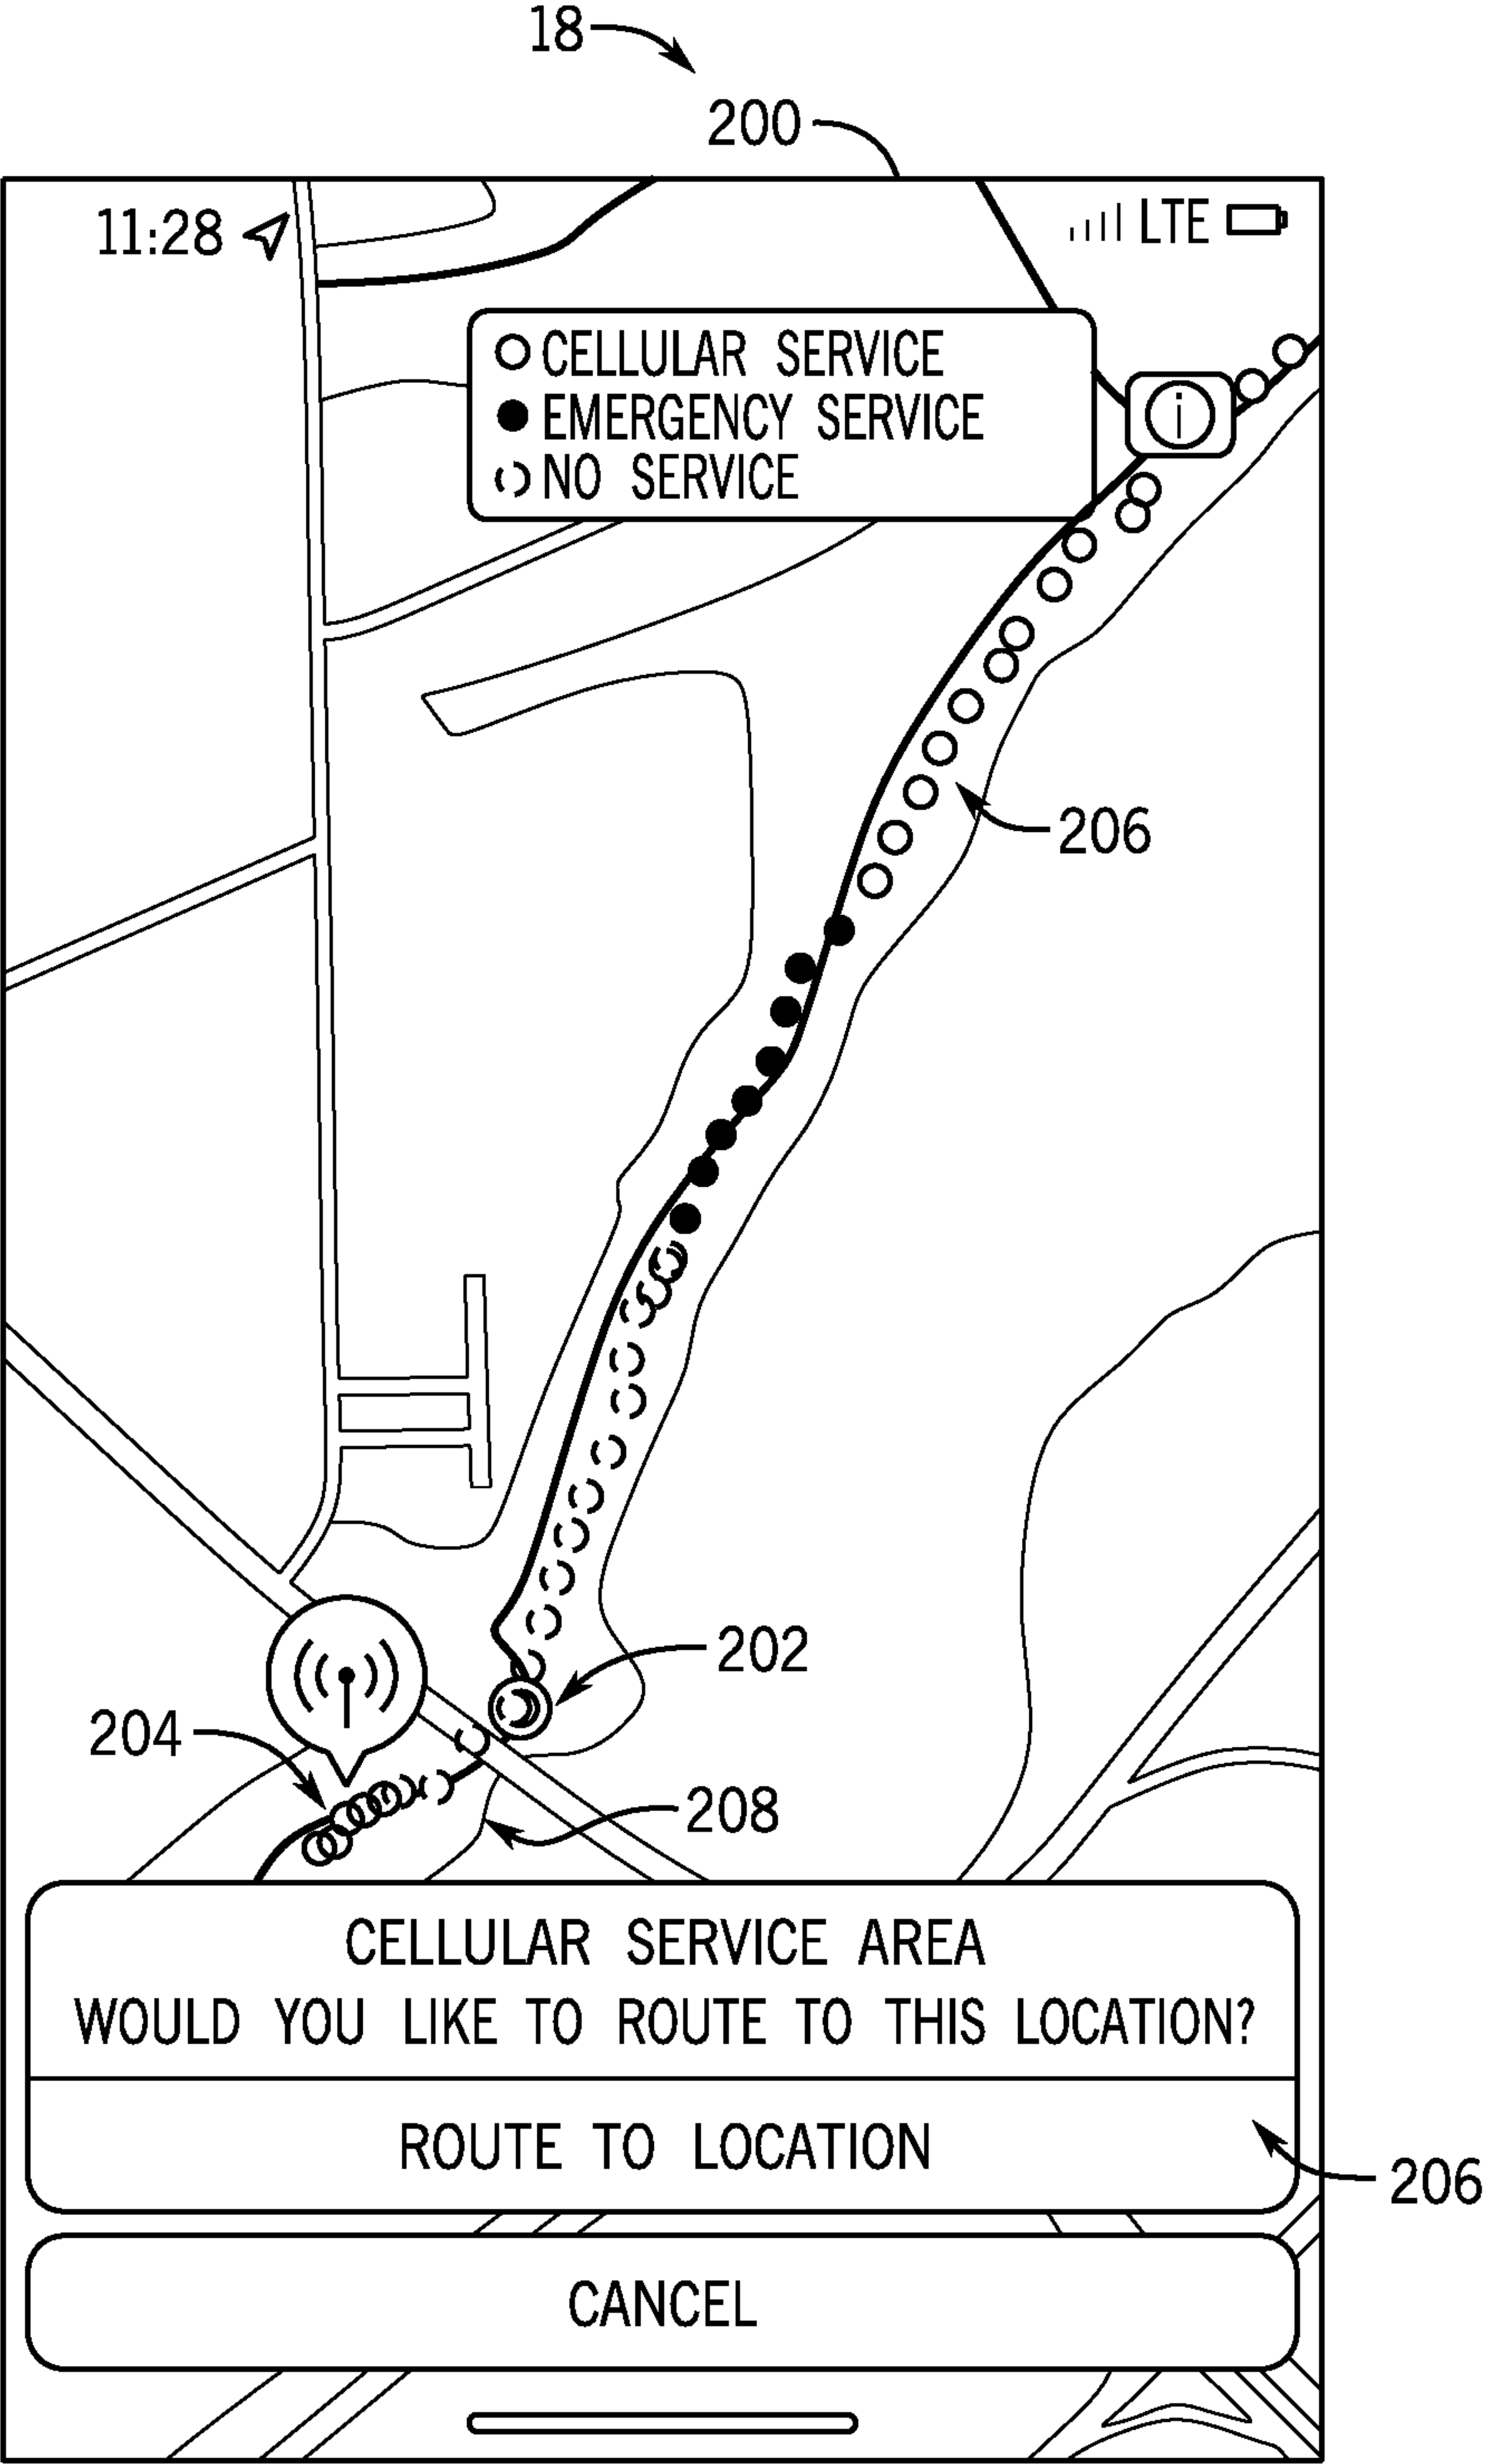 18
200
11:28
LTE
CELLULAR SERVICE
EMERGENCY SERVICE
NO SERVICE
i
206
202
204
208
CELLULAR SERVICE AREA
WOULD YOU LIKE TO ROUTE TO THIS LOCATION?
ROUTE TO LOCATION
206
CANCEL